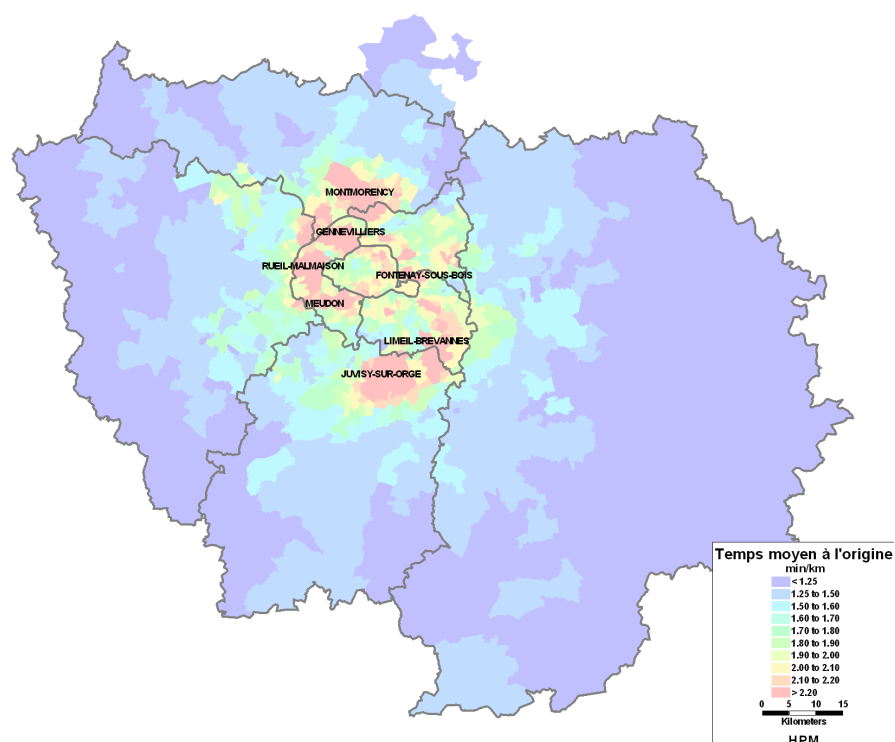 MONTMORENCY
GENNEVILLIERS
RUEIL-MALMAISON
FONTENAY-SOUS-BOIS
MEUDON
LIMEIL-BREVANNES
JUVISY-SUR-ORGE
Temps moyen à l'origine
min/km
< 1.25
1.25 to 1.50
1.50 to 1.60
1.60 to 1.70
1.70 to 1.80
1.80 to 1.90
1.90 to 2.00
2.00 to 2.10
2.10 to 2.20
> 2.20
0 5 10 15
Kilometers
HPM